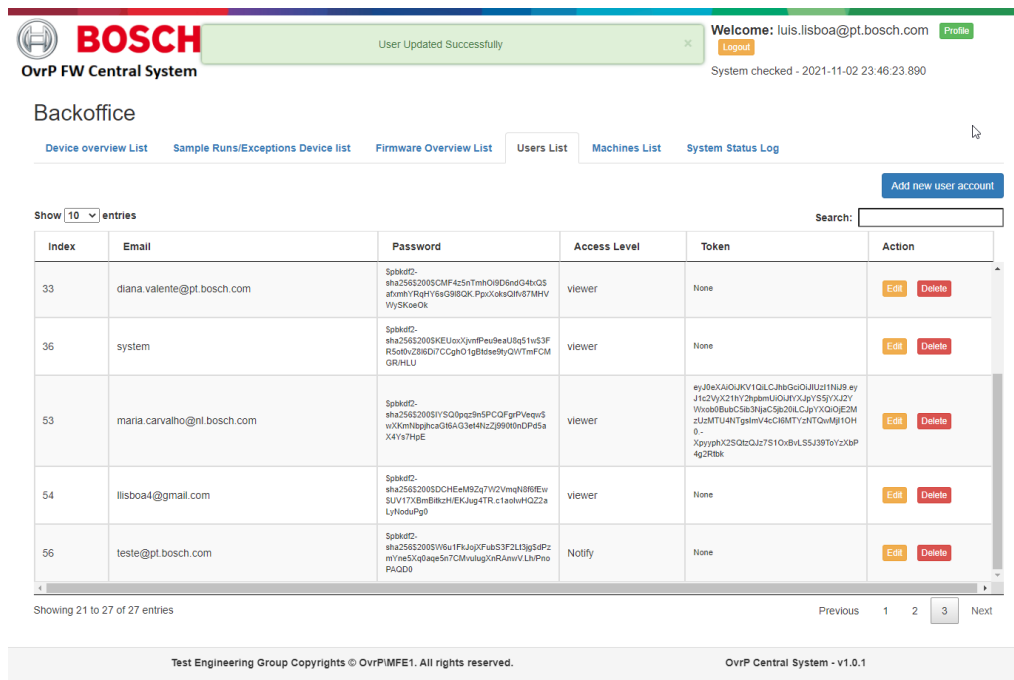 BOSCH
OvrP FW Central System
User Updated Successfully
×
Welcome: luis.lisboa@pt.bosch.com Profile
Logout
System checked - 2021-11-02 23:46:23.890
Backoffice
Device overview List Sample Runs/Exceptions Device list Firmware Overview List Users List Machines List System Status Log
Add new user account
Show 10 entries
Search:
Index Email Password Access Level Token Action
33 diana.valente@pt.bosch.com viewer None Edit Delete
$pbkdf2-
36 system viewer None Edit Delete
$pbkdf2-
53 maria.carvalho@nl.bosch.com viewer Edit Delete
$pbkdf2-
54 llisboa4@gmail.com viewer None Edit Delete
$pbkdf2-
56 teste@pt.bosch.com Notify None Edit Delete
$pbkdf2-
Showing 21 to 27 of 27 entries
Previous 1 2 3 Next
Test Engineering Group Copyrights © OvrP\MFE1. All rights reserved.
OvrP Central System - v1.0.1